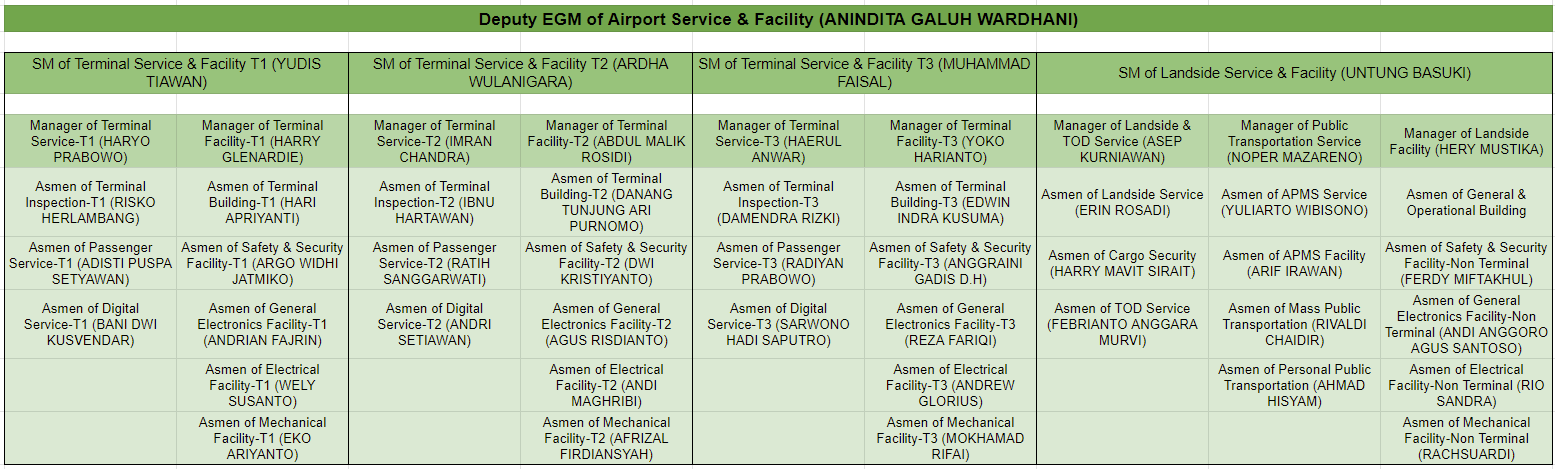 Deputy EGM of Airport Service & Facility (ANINDITA GALUH WARDHANI)
SM of Terminal Service & Facility T1 (YUDIS
TIAWAN)
SM of Terminal Service & Facility T2 (ARDHA
WULANIGARA)
SM of Terminal Service & Facility T3 (MUHAMMAD
FAISAL)
SM of Landside Service & Facility (UNTUNG BASUKI)
Manager of Terminal
Service-T1 (HARYO
PRABOWO)
Manager of Terminal
Facility-T1 (HARRY
GLENARDIE)
Manager of Terminal
Service-T2 (IMRAN
CHANDRA)
Manager of Terminal
Facility-T2 (ABDUL MALIK
ROSIDI)
Manager of Terminal
Service-T3 (HAERUL
ANWAR)
Manager of Terminal
Facility-T3 (YOKO
HARIANTO)
Manager of Landside &
TOD Service (ASEP
KURNIAWAN)
Manager of Public
Transportation Service
(NOPER MAZARENO)
Manager of Landside
Facility (HERY MUSTIKA)
Asmen of Terminal
Inspection-T1 (RISKO
HERLAMBANG)
Asmen of Terminal
Building-T1 (HARI
APRIYANTI)
Asmen of Terminal
Inspection-T2 (IBNU
HARTAWAN)
Asmen of Terminal
Building-T2 (DANANG
TUNJUNG ARI
PURNOMO)
Asmen of Terminal
Inspection-T3
(DAMENDRA RIZKI)
Asmen of Terminal
Building-T3 (EDWIN
INDRA KUSUMA)
Asmen of Landside Service
(ERIN ROSADI)
Asmen of APMS Service
(YULIARTO WIBISONO)
Asmen of General &
Operational Building
Asmen of Passenger
Service-T1 (ADISTI PUSPA
SETYAWAN)
Asmen of Safety & Security
Facility-T1 (ARGO WIDHI
JATMIKO)
Asmen of Passenger
Service-T2 (RATIH
SANGGARWATI)
Asmen of Safety & Security
Facility-T2 (DWI
KRISTIYANTO)
Asmen of Passenger
Service-T3 (RADIYAN
PRABOWO)
Asmen of Safety & Security
Facility-T3 (ANGGRAINI
GADIS D.H)
Asmen of Cargo Security
(HARRY MAVIT SIRAIT)
Asmen of APMS Facility
(ARIF IRAWAN)
Asmen of Safety & Security
Facility-Non Terminal
(FERDY MIFTAKHUL)
Asmen of Digital
Service-T1 (BANI DWI
KUSVENDAR)
Asmen of General
Electronics Facility-T1
(ANDRIAN FAJRIN)
Asmen of Digital
Service-T2 (ANDRI
SETIAWAN)
Asmen of General
Electronics Facility-T2
(AGUS RISDIANTO)
Asmen of Digital
Service-T3 (SARWONO
HADI SAPUTRO)
Asmen of General
Electronics Facility-T3
(REZA FARIQI)
Asmen of TOD Service
(FEBRIANTO ANGGARA
MURVI)
Asmen of Mass Public
Transportation (RIVALDI
CHAIDIR)
Asmen of General
Electronics Facility-Non
Terminal (ANDI ANGGORO
AGUS SANTOSO)
Asmen of Electrical
Facility-T1 (WELY
SUSANTO)
Asmen of Electrical
Facility-T2 (ANDI
MAGHRIBI)
Asmen of Electrical
Facility-T3 (ANDREW
GLORIUS)
Asmen of Personal Public
Transportation (AHMAD
HISYAM)
Asmen of Electrical
Facility-Non Terminal (RIO
SANDRA)
Asmen of Mechanical
Facility-T1 (EKO
ARIYANTO)
Asmen of Mechanical
Facility-T2 (AFRIZAL
FIRDIANSYAH)
Asmen of Mechanical
Facility-T3 (MOKHAMAD
RIFAI)
Asmen of Mechanical
Facility-Non Terminal
(RACHSUARDI)